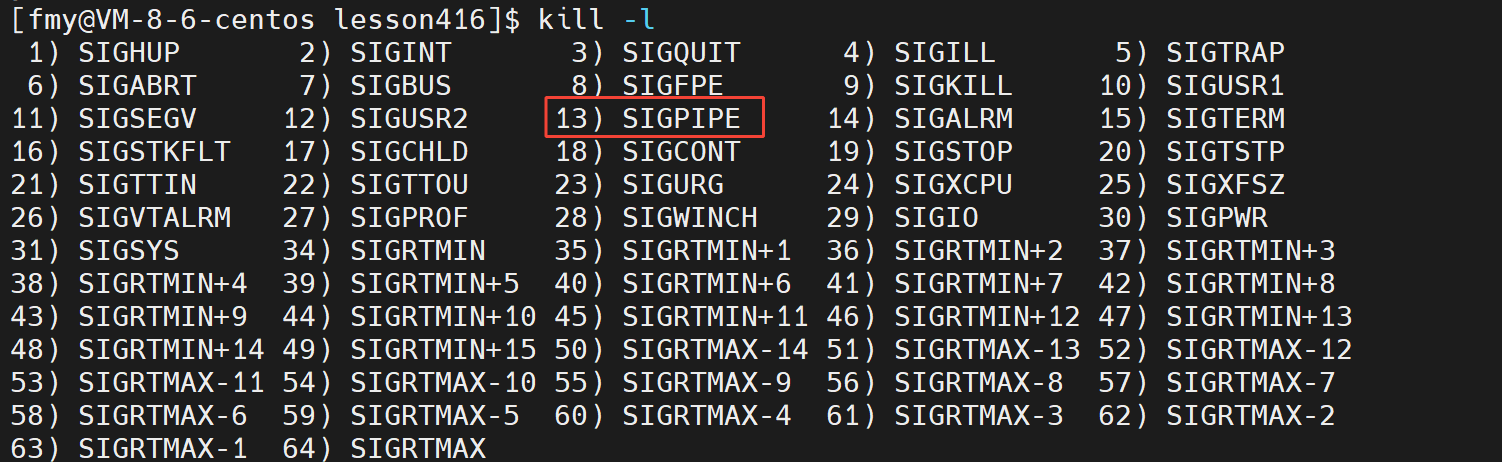 [fmy@VM-8-6-centos lesson416]$ kill -l
 1) SIGHUP       2) SIGINT       3) SIGQUIT      4) SIGILL       5) SIGTRAP
 6) SIGABRT      7) SIGBUS       8) SIGFPE       9) SIGKILL     10) SIGUSR1
11) SIGSEGV     12) SIGUSR2     13) SIGPIPE     14) SIGALRM     15) SIGTERM
16) SIGSTKFLT   17) SIGCHLD     18) SIGCONT     19) SIGSTOP     20) SIGTSTP
21) SIGTTIN     22) SIGTTOU     23) SIGURG      24) SIGXCPU     25) SIGXFSZ
26) SIGVTALRM   27) SIGPROF     28) SIGWINCH    29) SIGIO       30) SIGPWR
31) SIGSYS      34) SIGRTMIN    35) SIGRTMIN+1  36) SIGRTMIN+2  37) SIGRTMIN+3
38) SIGRTMIN+4  39) SIGRTMIN+5  40) SIGRTMIN+6  41) SIGRTMIN+7  42) SIGRTMIN+8
43) SIGRTMIN+9  44) SIGRTMIN+10 45) SIGRTMIN+11 46) SIGRTMIN+12 47) SIGRTMIN+13
48) SIGRTMIN+14 49) SIGRTMIN+15 50) SIGRTMAX-14 51) SIGRTMAX-13 52) SIGRTMAX-12
53) SIGRTMAX-11 54) SIGRTMAX-10 55) SIGRTMAX-9  56) SIGRTMAX-8  57) SIGRTMAX-7
58) SIGRTMAX-6  59) SIGRTMAX-5  60) SIGRTMAX-4  61) SIGRTMAX-3  62) SIGRTMAX-2
63) SIGRTMAX-1  64) SIGRTMAX